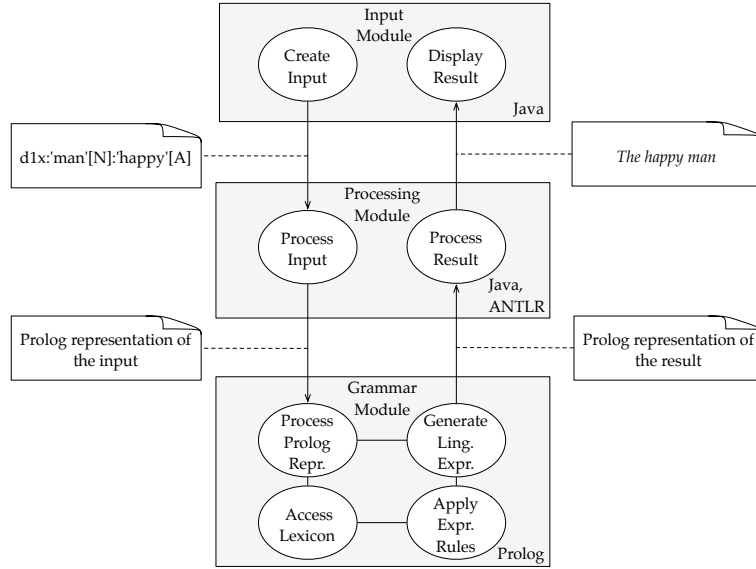 Input
Module
Create
Input
Display
Result
Java
d1x:'man'[N]:'happy'[A]
The happy man
Processing
Module
Process
Input
Process
Result
Java,
ANTLR
Prolog representation of
the input
Prolog representation of
the result
Grammar
Module
Process
Prolog
Repr.
Generate
Ling.
Expr.
Access
Lexicon
Apply
Expr.
Rules
Prolog